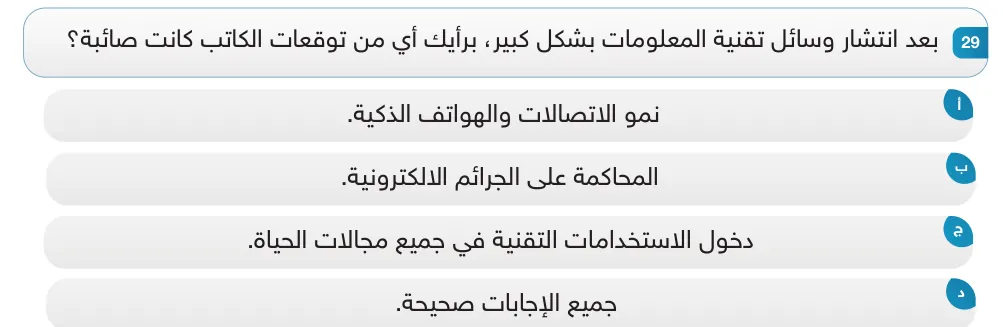 29 بعد انتشار وسائل تقنية المعلومات بشكل كبير، برأيك أي من توقعات الكاتب كانت صائبة؟
أ نمو الاتصالات والهواتف الذكية.
ب المحاكمة على الجرائم الالكترونية.
ج دخول الاستخدامات التقنية في جميع مجالات الحياة.
د جميع الإجابات صحيحة.